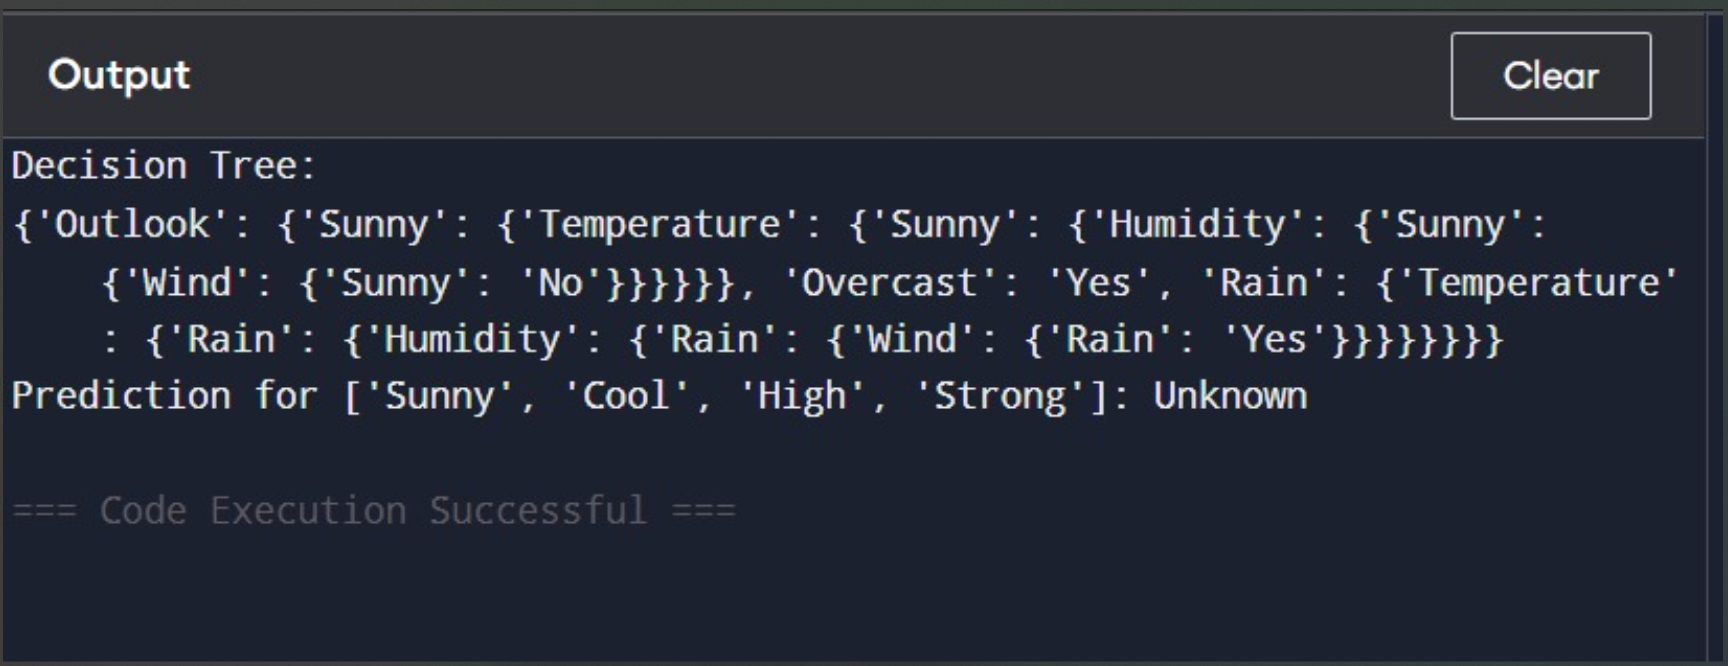 Output
Clear
Decision Tree:
{'Outlook': {'Sunny': {'Temperature': {'Sunny': {'Humidity': {'Sunny':
{'Wind': {'Sunny': 'No'}}}}}}, 'Overcast': 'Yes', 'Rain': {'Temperature'
: {'Rain': {'Humidity': {'Rain': {'Wind': {'Rain': 'Yes'}}}}}}}}
Prediction for ['Sunny', 'Cool', 'High', 'Strong']: Unknown
=== Code Execution Successful ===